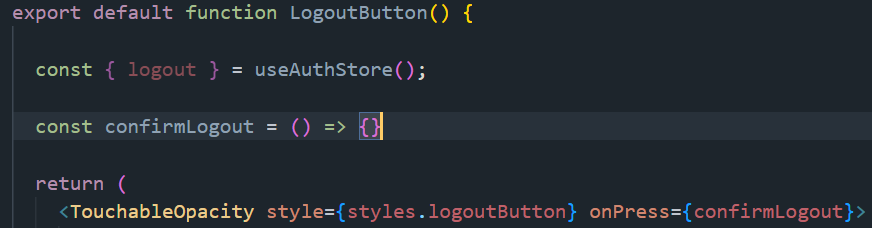 export default function LogoutButton() {
const { logout } = useAuthStore();
const confirmLogout = () => {}
return (
<TouchableOpacity style={styles.logoutButton} onPress={confirmLogout}>